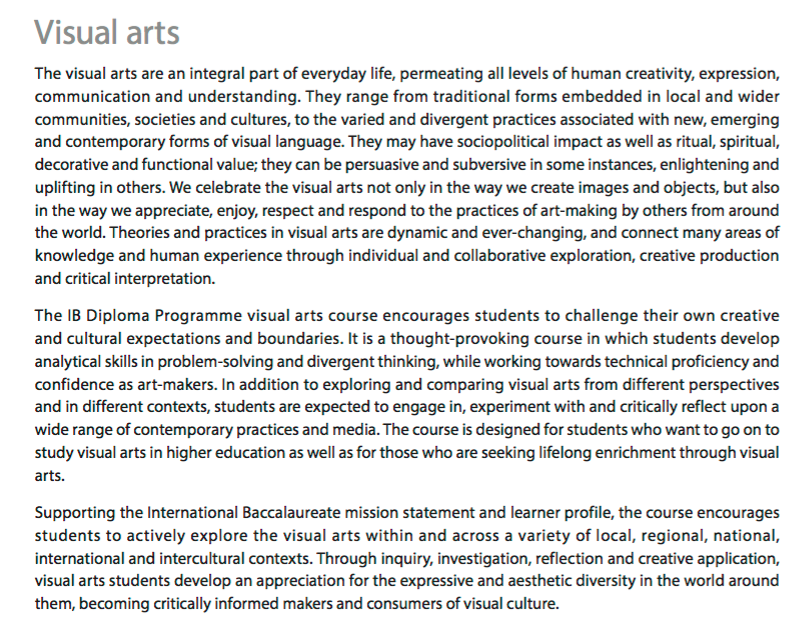 Visual arts
The visual arts are an integral part of everyday life, permeating all levels of human creativity, expression,
communication and understanding. They range from traditional forms embedded in local and wider
communities, societies and cultures, to the varied and divergent practices associated with new, emerging
and contemporary forms of visual language. They may have sociopolitical impact as well as ritual, spiritual,
decorative and functional value; they can be persuasive and subversive in some instances, enlightening and
uplifting in others. We celebrate the visual arts not only in the way we create images and objects, but also
in the way we appreciate, enjoy, respect and respond to the practices of art-making by others from around
the world. Theories and practices in visual arts are dynamic and ever-changing, and connect many areas of
knowledge and human experience through individual and collaborative exploration, creative production
and critical interpretation.
The IB Diploma Programme visual arts course encourages students to challenge their own creative
and cultural expectations and boundaries. It is a thought-provoking course in which students develop
analytical skills in problem-solving and divergent thinking, while working towards technical proficiency and
confidence as art-makers. In addition to exploring and comparing visual arts from different perspectives
and in different contexts, students are expected to engage in, experiment with and critically reflect upon a
wide range of contemporary practices and media. The course is designed for students who want to go on to
study visual arts in higher education as well as for those who are seeking lifelong enrichment through visual
arts.
Supporting the International Baccalaureate mission statement and learner profile, the course encourages
students to actively explore the visual arts within and across a variety of local, regional, national,
international and intercultural contexts. Through inquiry, investigation, reflection and creative application,
visual arts students develop an appreciation for the expressive and aesthetic diversity in the world around
them, becoming critically informed makers and consumers of visual culture.